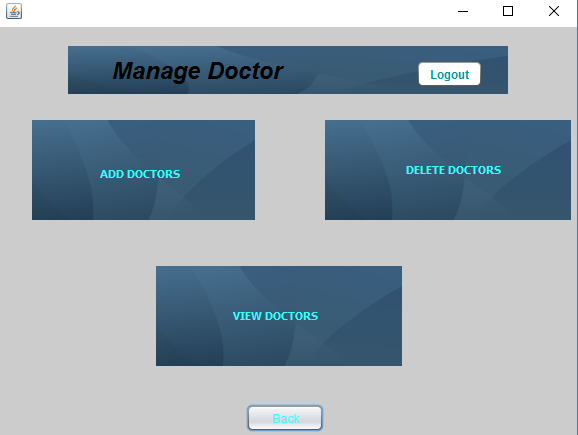 Manage Doctor
Logout
ADD DOCTORS
DELETE DOCTORS
VIEW DOCTORS
Back